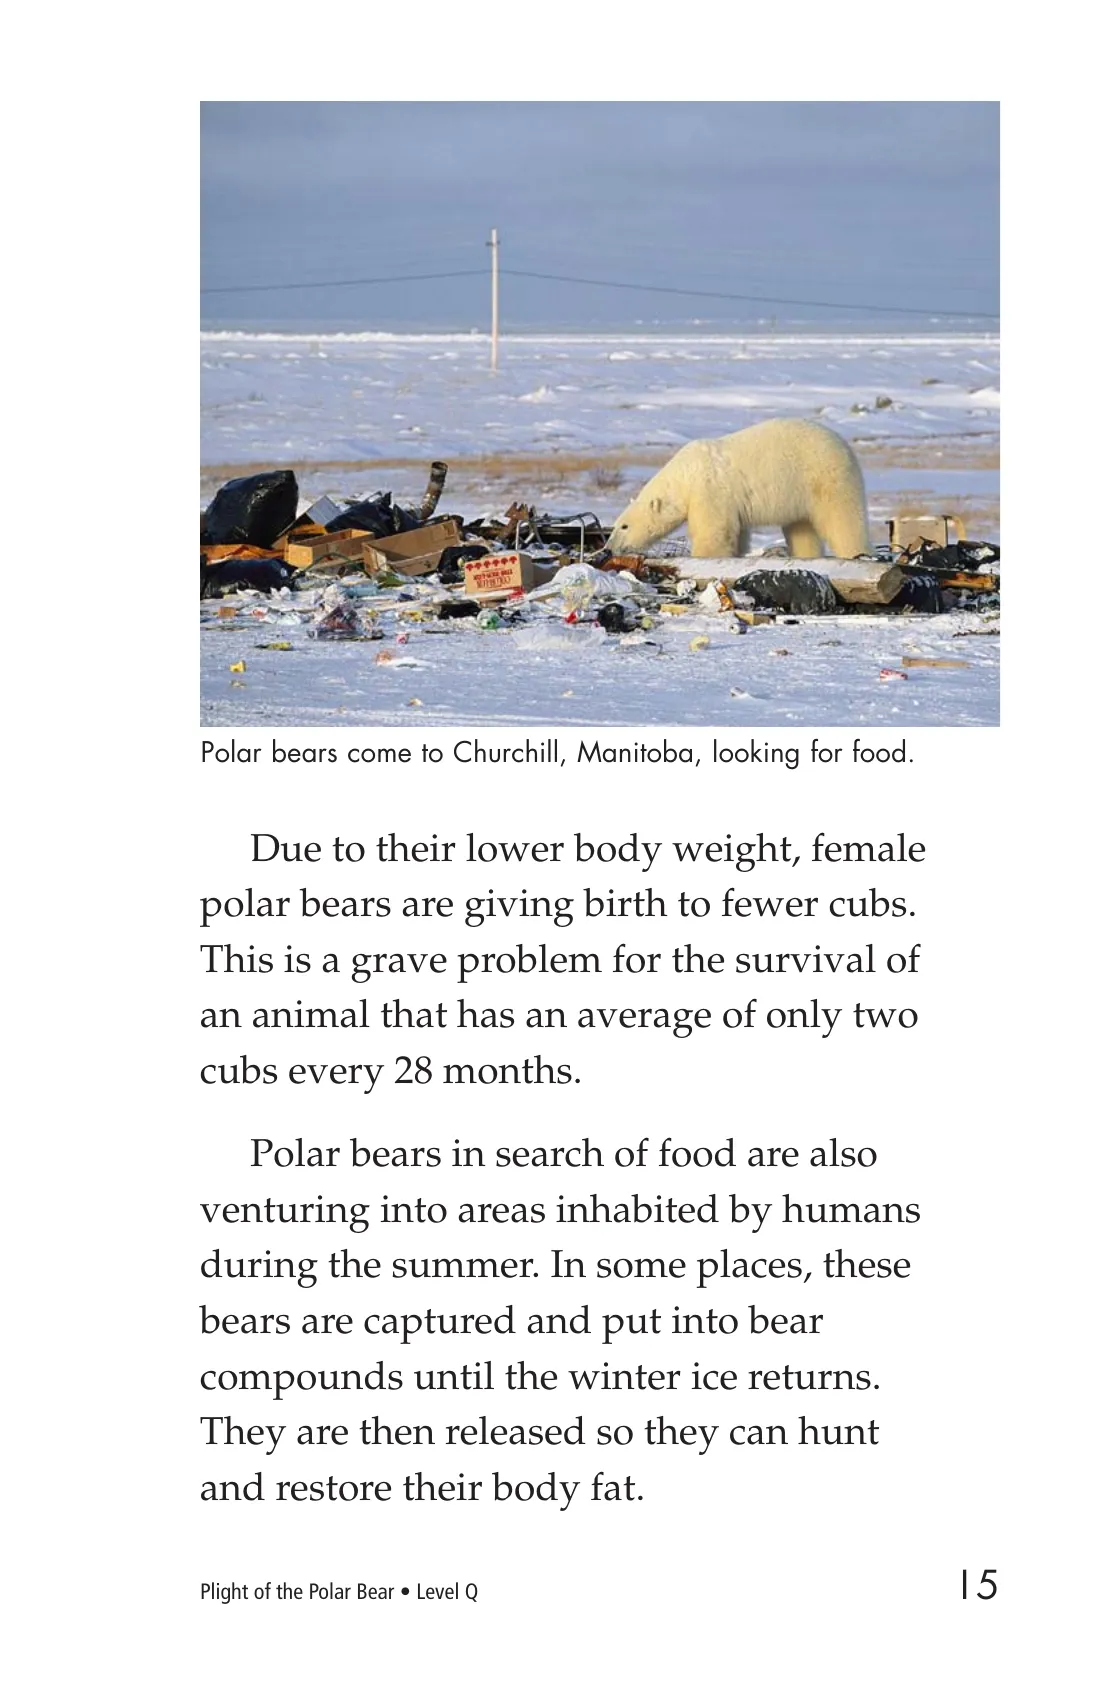 Polar bears come to Churchill, Manitoba, looking for food.
Due to their lower body weight, female
polar bears are giving birth to fewer cubs.
This is a grave problem for the survival of
an animal that has an average of only two
cubs every 28 months.
Polar bears in search of food are also
venturing into areas inhabited by humans
during the summer. In some places, these
bears are captured and put into bear
compounds until the winter ice returns.
They are then released so they can hunt
and restore their body fat.
Plight of the Polar Bear • Level Q
15